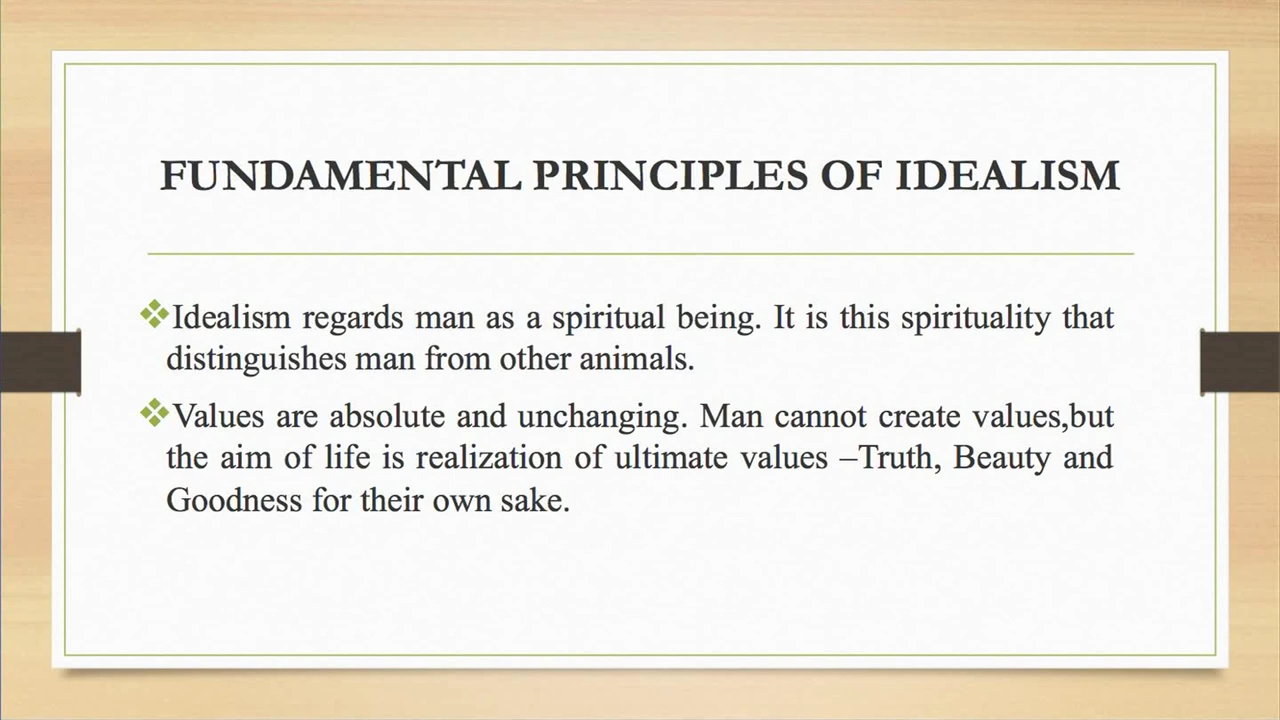 FUNDAMENTAL PRINCIPLES OF IDEALISM
❖Idealism regards man as a spiritual being. It is this spirituality that
distinguishes man from other animals.
❖Values are absolute and unchanging. Man cannot create values,but
the aim of life is realization of ultimate values –Truth, Beauty and
Goodness for their own sake.